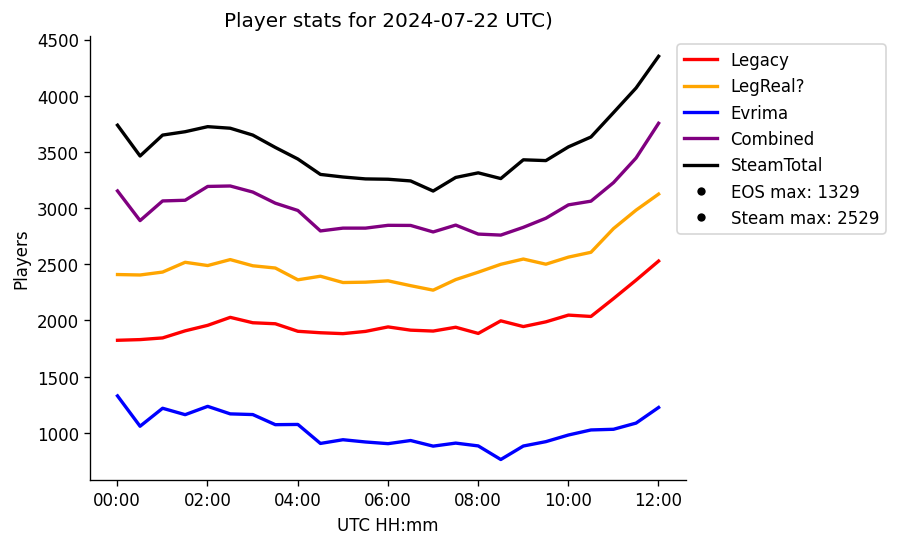 Player stats for 2024-07-22 UTC)
4500
4000
3500
3000
2500
2000
1500
1000
Players
00:00 02:00 04:00 06:00 08:00 10:00 12:00
UTC HH:mm
Legacy
LegReal?
Evrima
Combined
SteamTotal
EOS max: 1329
Steam max: 2529